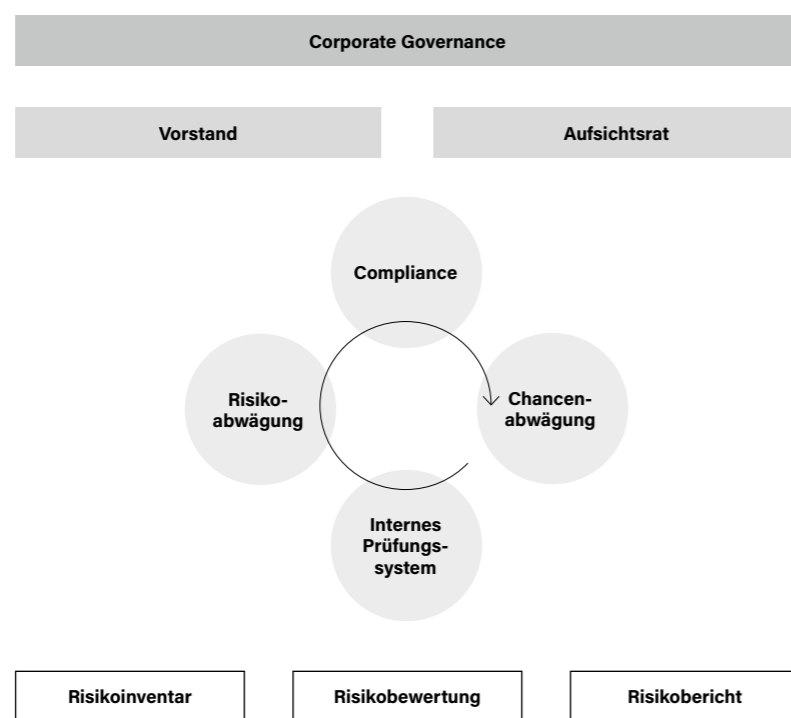 Corporate Governance
Vorstand
Aufsichtsrat
Compliance
Risiko-
abwägung
Chancen-
abwägung
Internes
Prüfungs-
system
Risikoinventar
Risikobewertung
Risikobericht